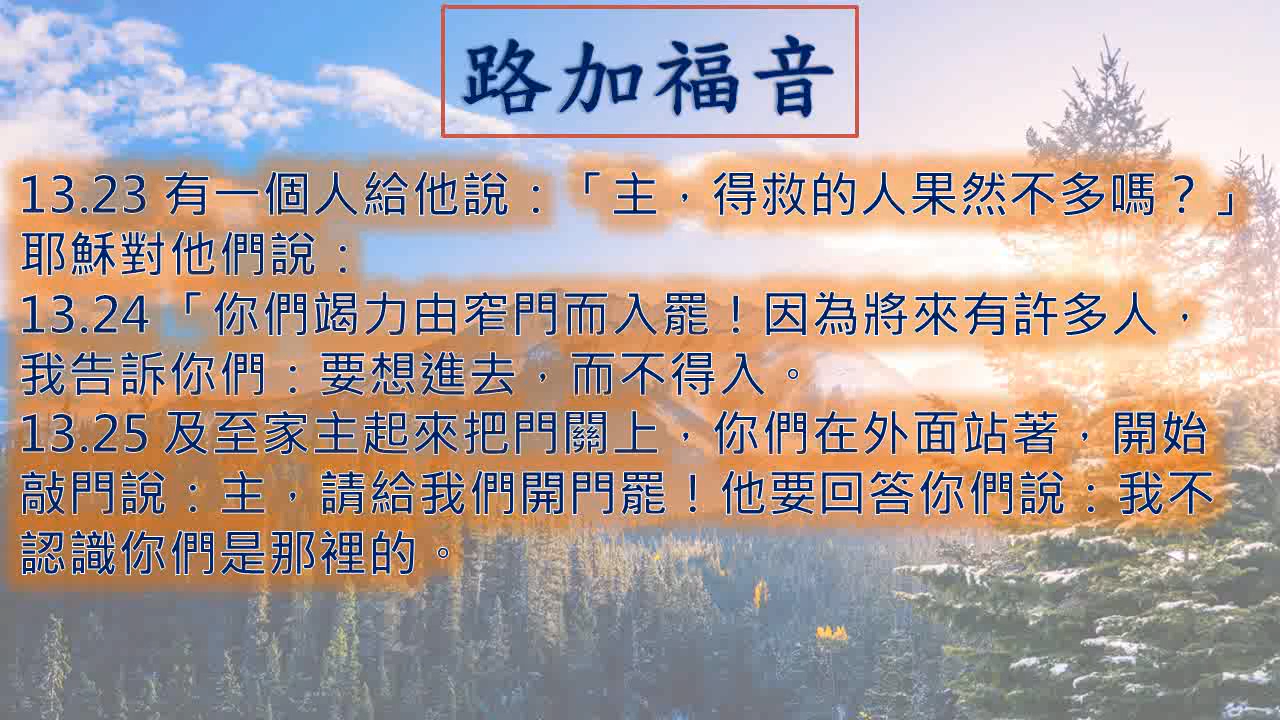 路加福音
13.23 有一個人給他說：「主，得救的人果然不多嗎？」
耶穌對他們說：
13.24 「你們竭力由窄門而入罷！因為將來有許多人，
我告訴你們：要想進去，而不得入。
13.25 及至家主起來把門關上，你們在外面站著，開始
敲門說：主，請給我們開門罷！他要回答你們說：我不
認識你們是那裡的。